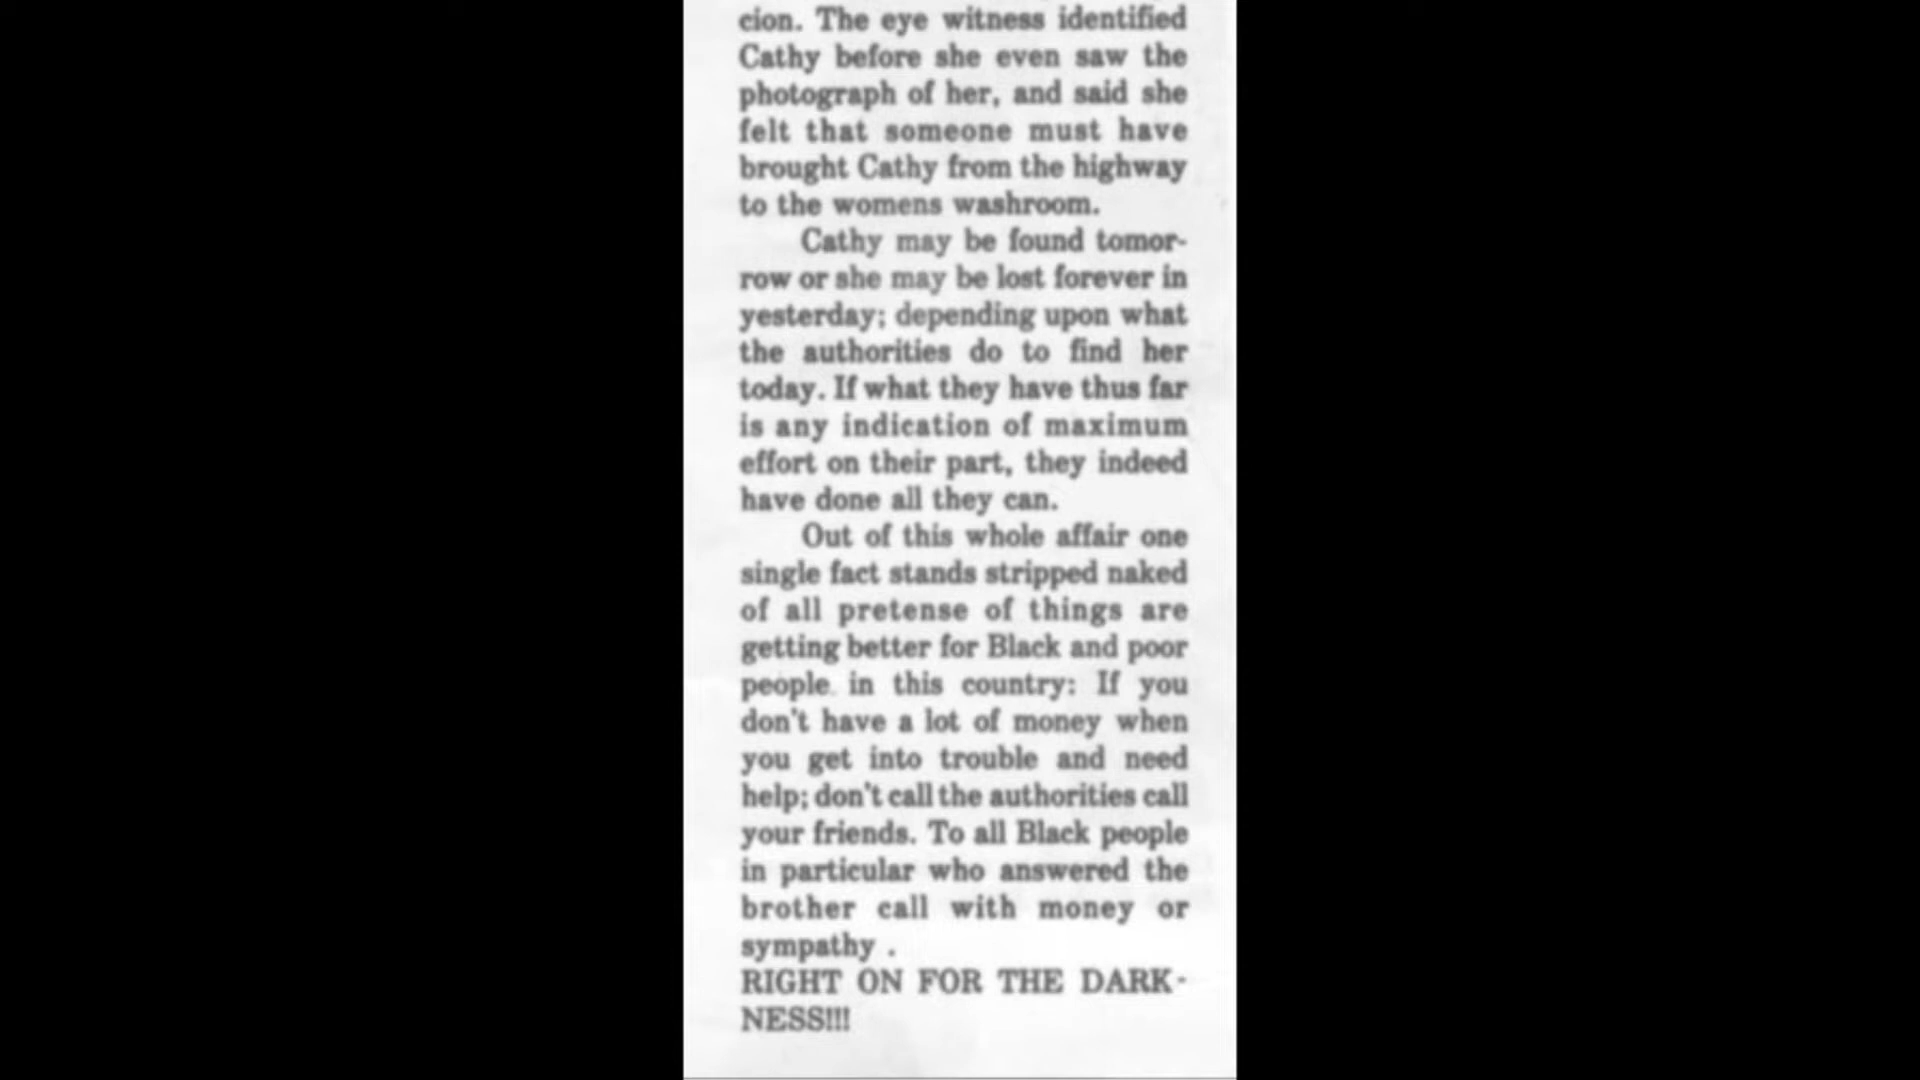 cion. The eye witness identified
Cathy before she even saw the
photograph of her, and said she
felt that someone must have
brought Cathy from the highway
to the womens washroom.
Cathy may be found tomor-
row or she may be lost forever in
yesterday; depending upon what
the authorities do to find her
today. If what they have thus far
is any indication of maximum
effort on their part, they indeed
have done all they can.
Out of this whole affair one
single fact stands stripped naked
of all pretense of things are
getting better for Black and poor
people in this country: If you
don't have a lot of money when
you get into trouble and need
help; don't call the authorities call
your friends. To all Black people
in particular who answered the
brother call with money or
sympathy .
RIGHT ON FOR THE DARK-
NESS!!!